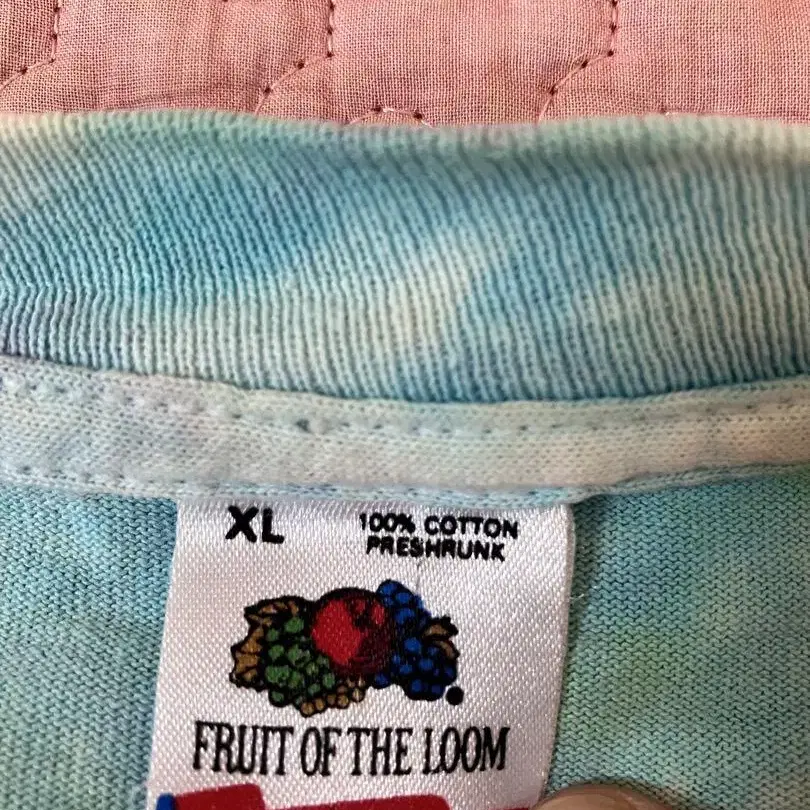 XL
100% COTTON
PRESHRUNK
FRUIT OF THE LOOM